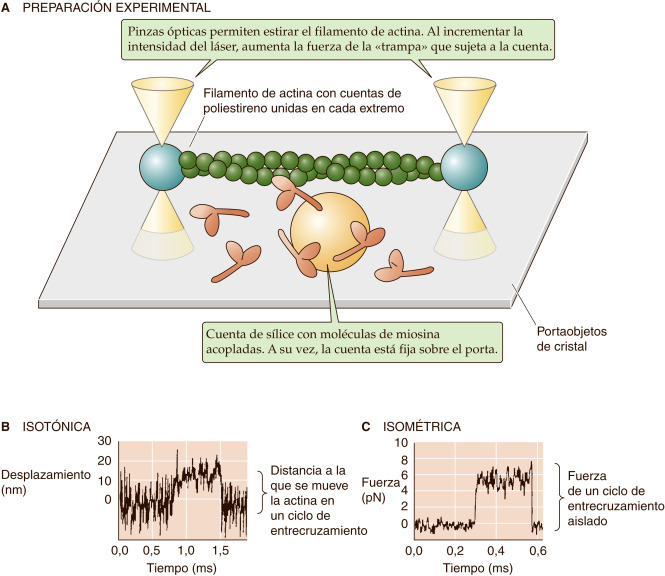 A PREPARACIÓN EXPERIMENTAL
Pinzas ópticas permiten estirar el filamento de actina. Al incrementar la
intensidad del láser, aumenta la fuerza de la «trampa» que sujeta a la cuenta.
Filamento de actina con cuentas de
poliestireno unidas en cada extremo
Cuenta de sílice con moléculas de miosina
acopladas. A su vez, la cuenta está fija sobre el porta.
Portaobjetos
de cristal
B ISOTÓNICA
Desplazamiento
(nm)
30
20
10
0
0,0 0,5 1,0 1,5
Tiempo (ms)
Distancia a la
que se mueve
la actina en
un ciclo de
entrecruzamiento
C ISOMÉTRICA
Fuerza
(pN)
10
8
6
4
2
0
0,0 0,2 0,4 0,6
Tiempo (ms)
Fuerza
de un ciclo de
entrecruzamiento
aislado